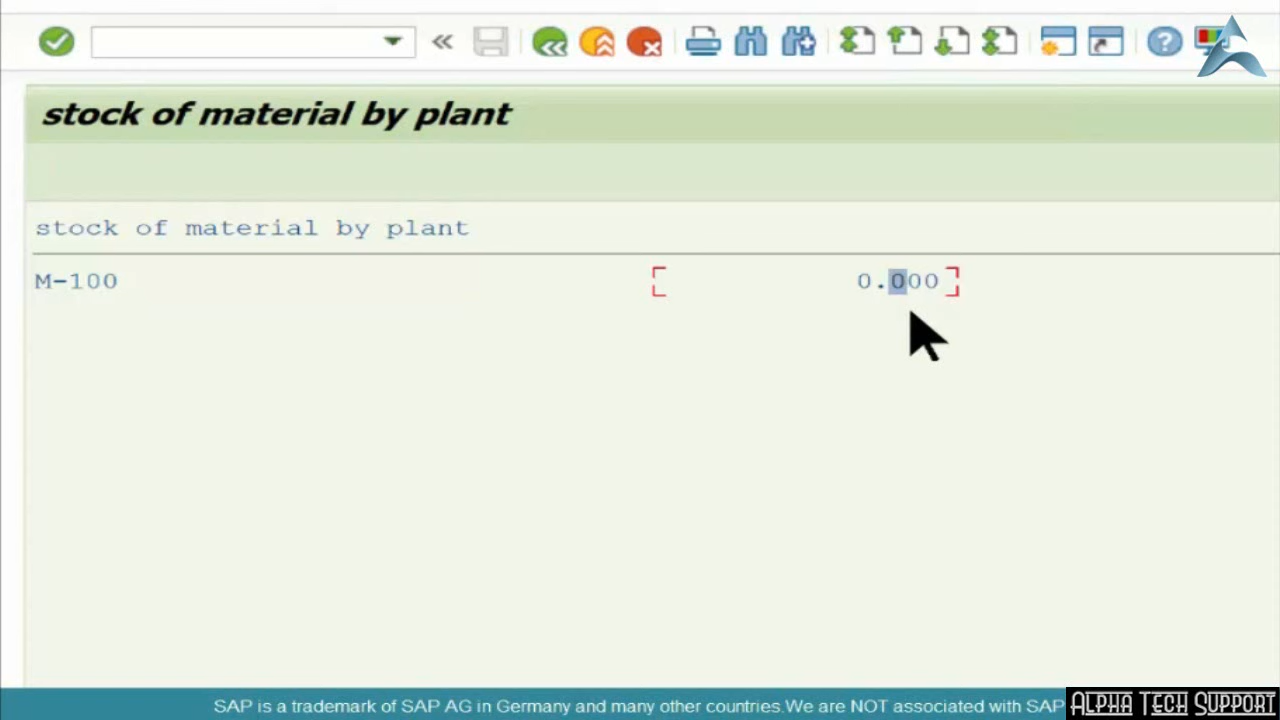 stock of material by plant
stock of material by plant
M-100 0.000
SAP is a trademark of SAP AG in Germany and many other countries.We are NOT associated with SAP
ALPHA TECH SUPPORT